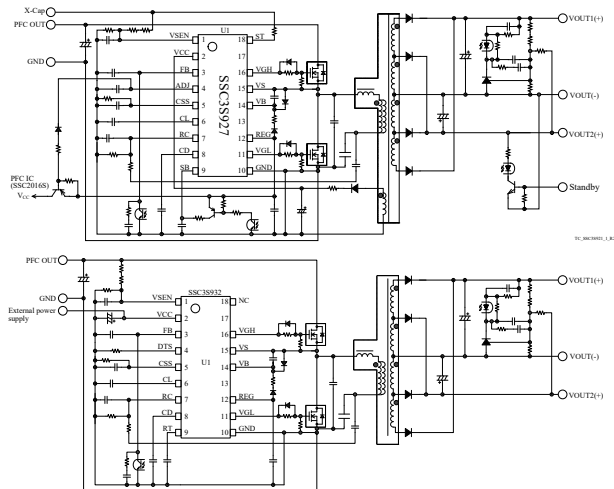 X-Cap
PFC OUT
GND
PFC IC
(SSC2016S)
VCC
U1
SSC3S927
VSEN 1
VCC 2
FB 3
ADJ 4
CSS 5
CL 6
RC 7
CD 8
SB 9
18 ST
17
16 VGH
15 VS
14 VB
13
12 REG
11 VGL
10 GND
VOUT1(+)
VOUT(-)
VOUT2(+)
Standby
PFC OUT
GND
External power
supply
SSC3S932
U1
VSEN 1
VCC 2
FB 3
DTS 4
CSS 5
CL 6
RC 7
CD 8
RT 9
18 NC
17
16 VGH
15 VS
14 VB
13
12 REG
11 VGL
10 GND
VOUT1(+)
VOUT(-)
VOUT2(+)